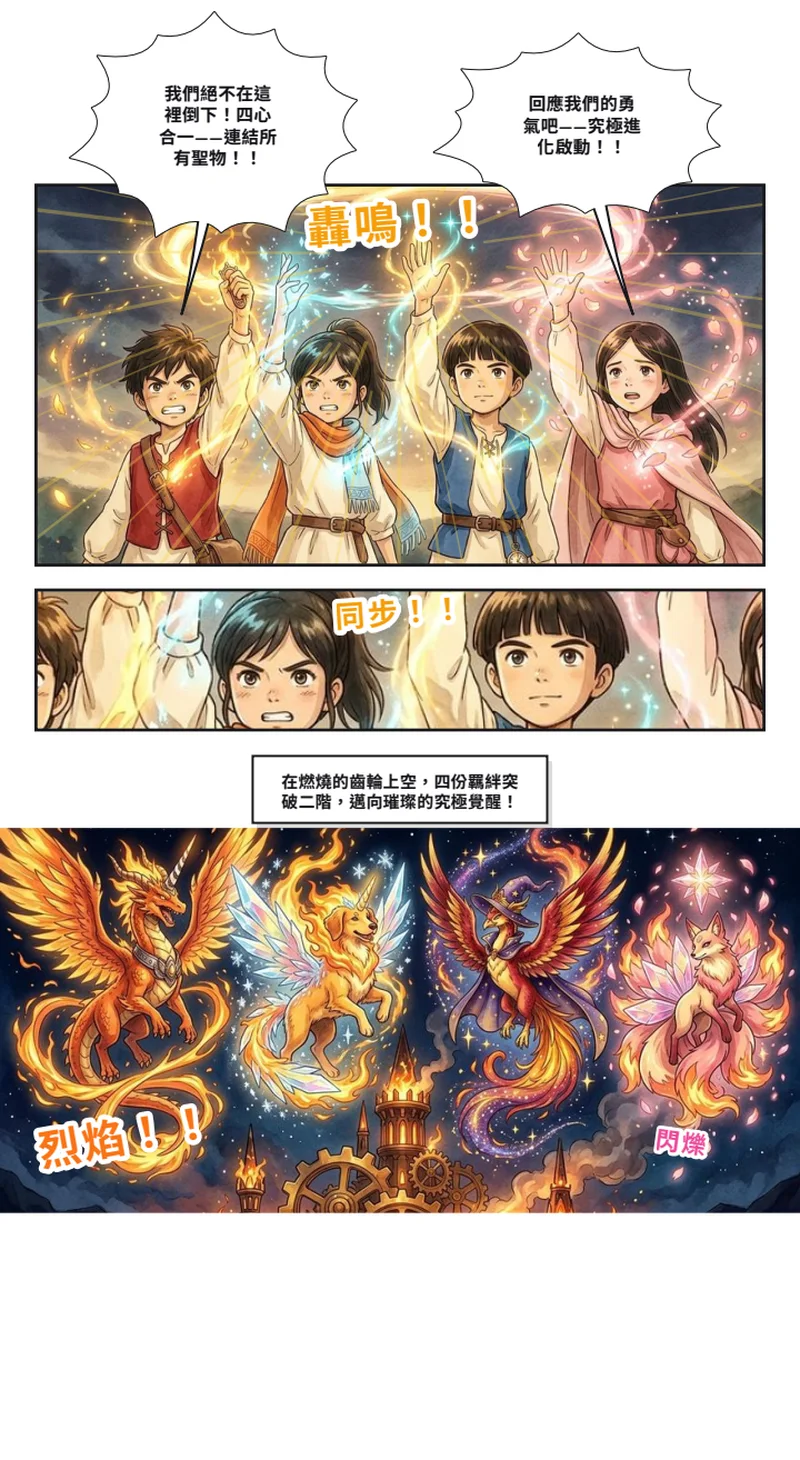 我們絕不在這
裡倒下！四心
合一——連結所
有聖物！！
回應我們的勇
氣吧——究極進
化啟動！！
轟鳴！！
同步！！
在燃燒的齒輪上空，四份羈絆突
破二階，邁向璀璨的究極覺醒！
烈焰！！
閃爍